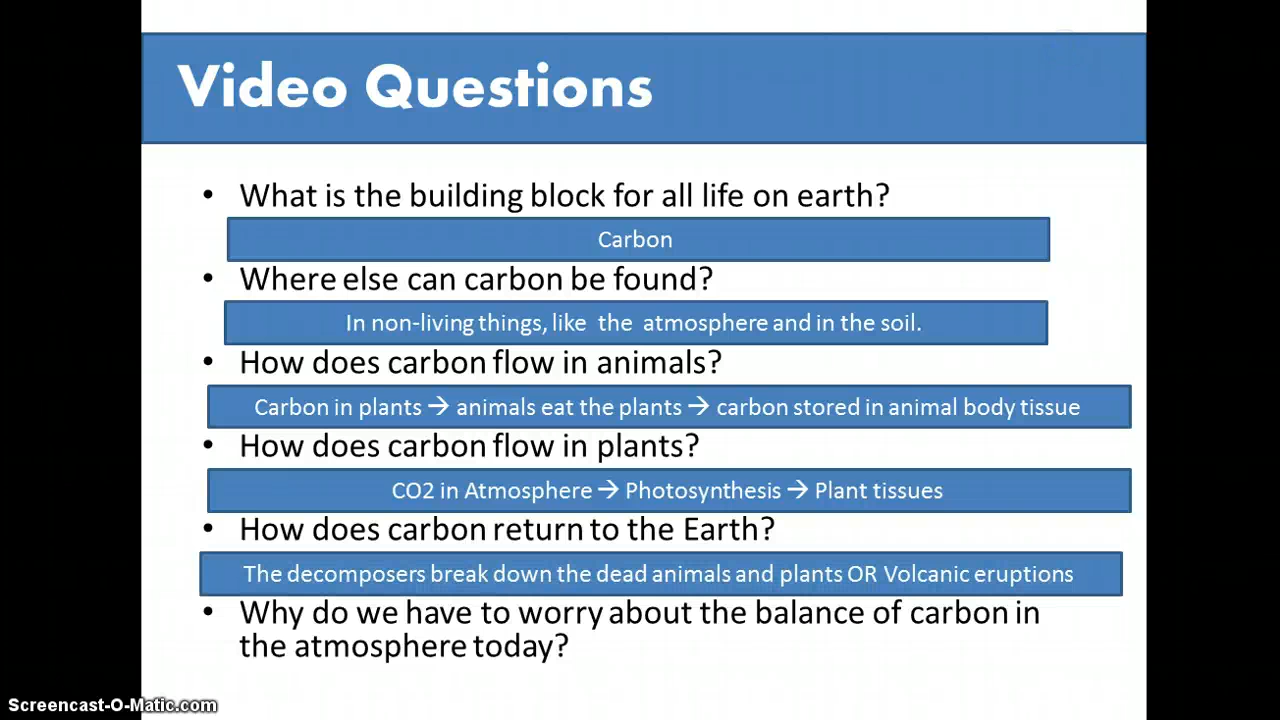 Video Questions
• What is the building block for all life on earth?
Carbon
• Where else can carbon be found?
In non-living things, like the atmosphere and in the soil.
• How does carbon flow in animals?
Carbon in plants → animals eat the plants → carbon stored in animal body tissue
• How does carbon flow in plants?
CO2 in Atmosphere → Photosynthesis → Plant tissues
• How does carbon return to the Earth?
The decomposers break down the dead animals and plants OR Volcanic eruptions
• Why do we have to worry about the balance of carbon in
the atmosphere today?
Screencast-O-Matic.com